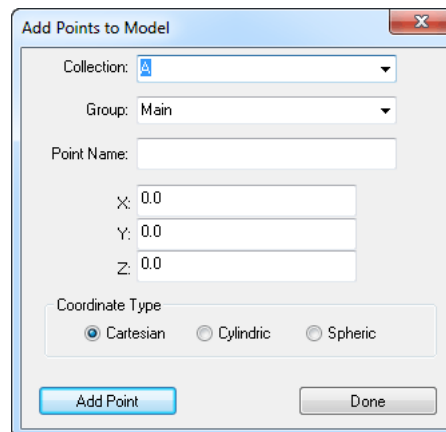 Add Points to Model
Collection: A
Group: Main
Point Name:
X: 0.0
Y: 0.0
Z: 0.0
Coordinate Type
Cartesian Cylindric Spheric
Add Point Done